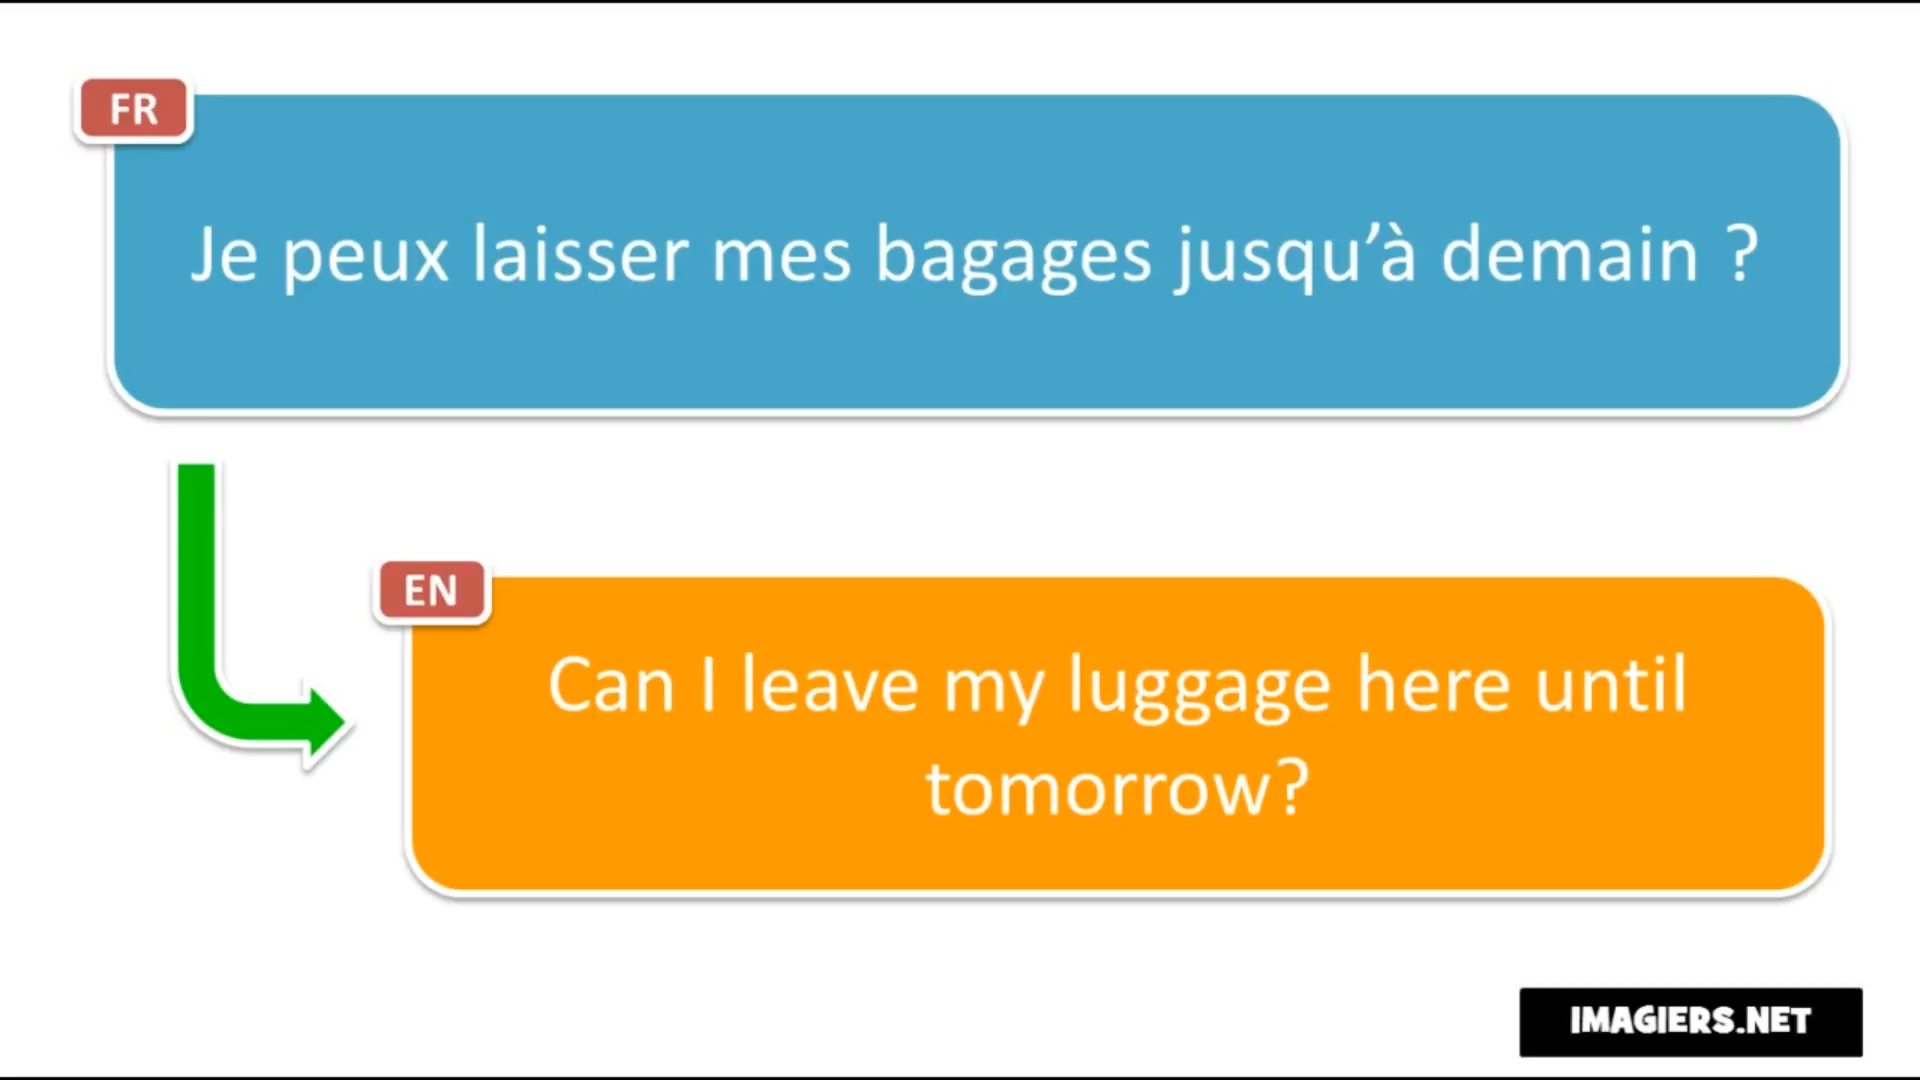 FR
Je peux laisser mes bagages jusqu’à demain ?
EN
Can I leave my luggage here until
tomorrow?
IMAGIERS.NET